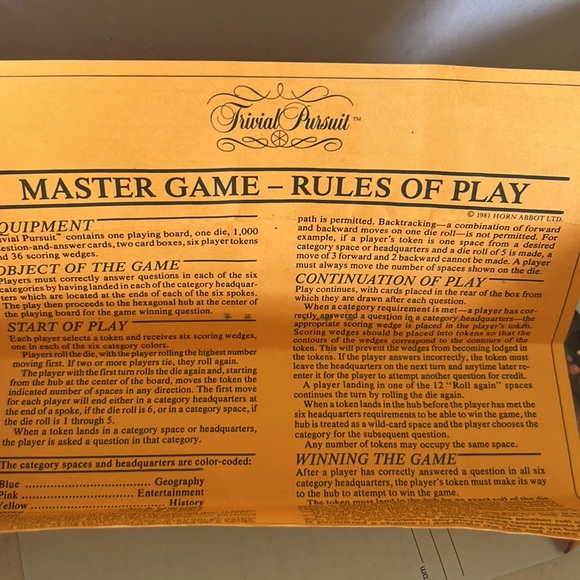 Trivial Pursuit™
MASTER GAME – RULES OF PLAY
© 1981 HORN ABBOT LTD.
QUIPMENT
ivial Pursuit™ contains one playing board, one die, 1,000
estion-and-answer cards, two card boxes, six player tokens
nd 36 scoring wedges.
OBJECT OF THE GAME
Players must correctly answer questions in each of the six
categories by having landed in each of the category headquar-
ters which are located at the ends of each of the six spokes.
The play then proceeds to the hexagonal hub at the center of
the playing board for the game winning question.
START OF PLAY
Each player selects a token and receives six scoring wedges,
one in each of the six category colors.
Players roll the die, with the player rolling the highest number
moving first. If two or more players tie, they roll again.
The player with the first turn rolls the die again and, starting
from the hub at the center of the board, moves the token the
indicated number of spaces in any direction. The first move
for each player will end either in a category headquarters at
the end of a spoke, if the die roll is 6, or in a category space, if
the die roll is 1 through 5.
When a token lands in a category space or headquarters,
the player is asked a question in that category.
The category spaces and headquarters are color-coded:
Blue .............................. Geography
Pink .......................... Entertainment
Yellow .............................. History
path is permitted. Backtracking—a combination of forward
and backward moves on one die roll—is not permitted. For
example, if a player's token is one space from a desired
category space or headquarters and a die roll of 5 is made, a
move of 3 forward and 2 backward cannot be made. A player
must always move the number of spaces shown on the die.
CONTINUATION OF PLAY
Play continues, with cards placed in the rear of the box from
which they are drawn after each question.
When a category requirement is met—a player has cor-
rectly answered a question in a category headquarters—the
appropriate scoring wedge is placed in the player's token.
Scoring wedges should be placed into tokens so that the
contours of the wedges correspond to the contours of the
token. This will prevent the wedges from becoming lodged in
the tokens. If the player answers incorrectly, the token must
leave the headquarters on the next turn and anytime later re-
enter it for the player to attempt another question for credit.
A player landing in one of the 12 "Roll again" spaces
continues the turn by rolling the die again.
When a token lands in the hub before the player has met the
six headquarters requirements to be able to win the game, the
hub is treated as a wild-card space and the player chooses the
category for the subsequent question.
Any number of tokens may occupy the same space.
WINNING THE GAME
After a player has correctly answered a question in all six
category headquarters, the player's token must make its way
to the hub to attempt to win the game.
The token must land in the hub by an exact roll of the die.